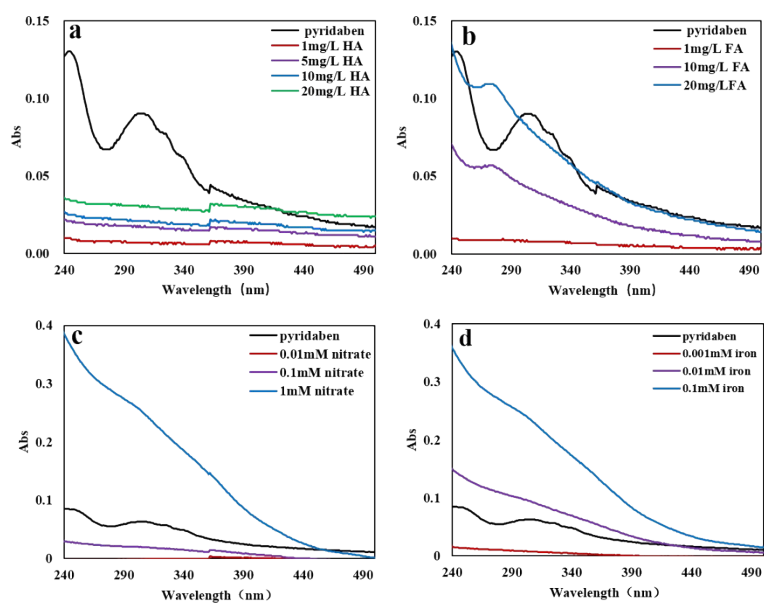 a
0.15
0.10
0.05
0.00
Abs
pyridaben
1mg/L HA
5mg/L HA
10mg/L HA
20mg/L HA
240 290 340 390 440 490
Wavelength (nm)
b
0.15
0.10
0.05
0.00
Abs
pyridaben
1mg/L FA
10mg/L FA
20mg/LFA
240 290 340 390 440 490
Wavelength (nm)
c
0.4
0.3
0.2
0.1
0
Abs
pyridaben
0.01mM nitrate
0.1mM nitrate
1mM nitrate
240 290 340 390 440 490
Wavelength (nm)
d
0.4
0.3
0.2
0.1
0
Abs
pyridaben
0.001mM iron
0.01mM iron
0.1mM iron
240 290 340 390 440 490
Wavelength (nm)